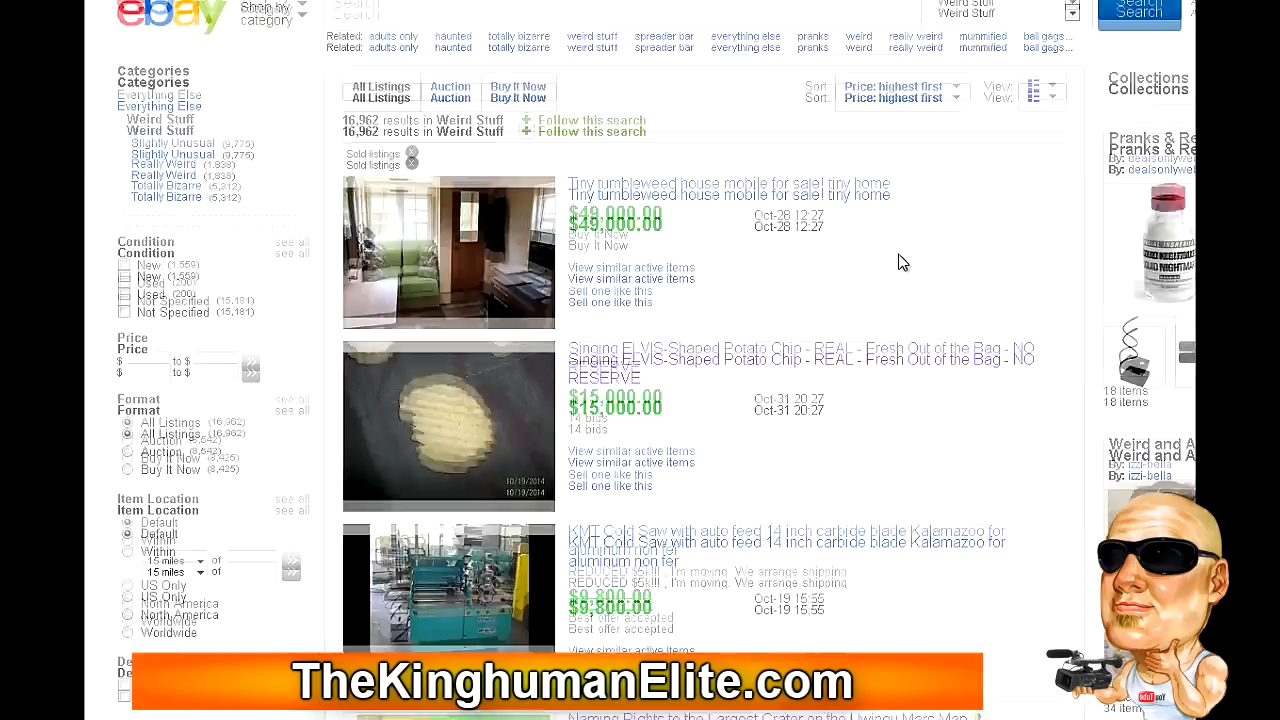 ebay
Shop by
category
Search
Weird Stuff
Search
Related: adults only haunted totally bizarre weird stuff spreader bar everything else pranks weird really weird mummified ball gags...
Categories
Everything Else
Weird Stuff
Slightly Unusual (9,775)
Really Weird (1,838)
Totally Bizarre (5,312)
Condition see all
New (1,559)
Used (200)
Not Specified (15,181)
Price
$ to $
Format
All Listings (16,962)
Auction
Buy It Now (8,425)
Item Location see all
Default
Within
15 miles of
US Only
North America
Worldwide
All Listings Auction Buy It Now
Sort: Price: highest first View:
16,962 results in Weird Stuff + Follow this search
Sold listings
Tiny tumbleweed house mobile for sale! tiny home
$49,000.00 Oct-28 12:27
Buy It Now
View similar active items
Sell one like this
Singing ELVIS-Shaped Potato Chip - REAL - Fresh Out of the Bag - NO
RESERVE
$15,000.00 Oct-31 20:27
14 bids
View similar active items
Sell one like this
10/19/2014
KMT Cold Saw with auto feed 14 inch carbide blade Kalamazoo for
aluminum non fer
REDUCED $5k!!! , I'm moving. We arrange shipping
$9,800.00 Oct-19 15:55
Best offer accepted
View similar active items
Naming Rights to the Largest Crater on the Uwingu Mars Map
Collections
Pranks & Re
By: dealsonlywe
18 items
Weird and A
By: izzi-bella
34 item
TheKinghumanElite.com